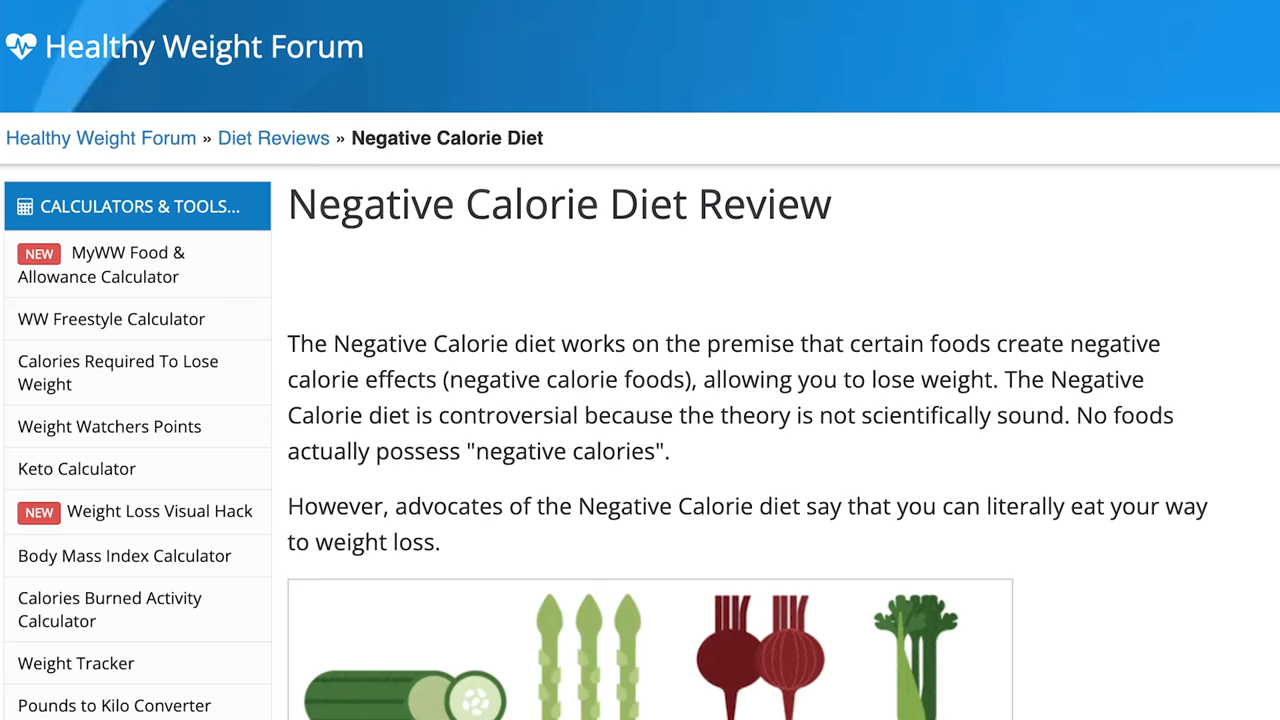 Healthy Weight Forum
Healthy Weight Forum » Diet Reviews » Negative Calorie Diet
CALCULATORS & TOOLS...
NEW MyWW Food &
Allowance Calculator
WW Freestyle Calculator
Calories Required To Lose
Weight
Weight Watchers Points
Keto Calculator
NEW Weight Loss Visual Hack
Body Mass Index Calculator
Calories Burned Activity
Calculator
Weight Tracker
Pounds to Kilo Converter
Negative Calorie Diet Review
The Negative Calorie diet works on the premise that certain foods create negative
calorie effects (negative calorie foods), allowing you to lose weight. The Negative
Calorie diet is controversial because the theory is not scientifically sound. No foods
actually possess "negative calories".
However, advocates of the Negative Calorie diet say that you can literally eat your way
to weight loss.